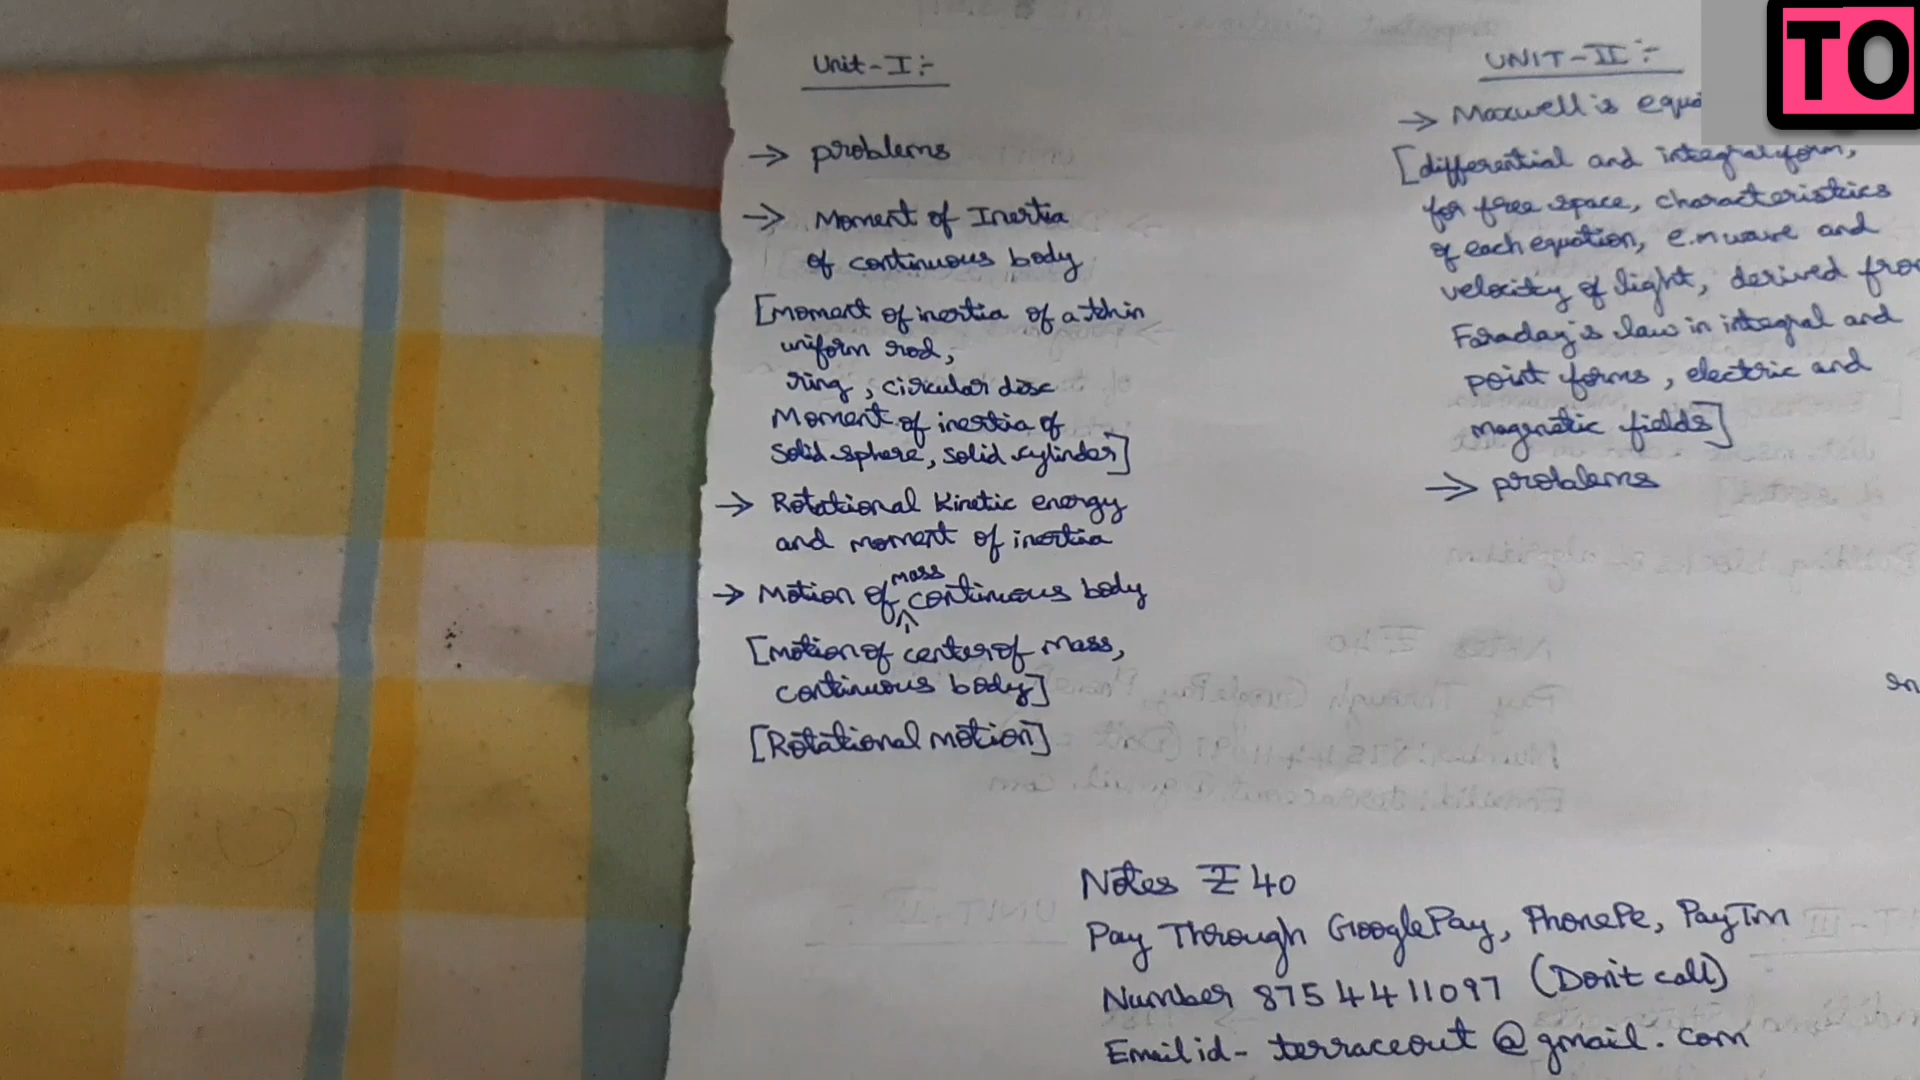 Unit-I:-
→ problems
→ Moment of Inertia
of continuous body
[Moment of inertia of a thin
uniform rod,
ring, circular disc
Moment of inertia of
solid sphere, solid cylinder]
→ Rotational Kinetic energy
and moment of inertia
→ Motion of mass continuous body
[Motion of center of mass,
continuous body]
[Rotational motion]
UNIT-II:-
→ Maxwell's
[differential and integral form,
for free space, characteristics
of each equation, e.m wave and
velocity of light, derived
Faraday's law in integral and
point forms, electric and
magnetic fields]
→ problems
Notes ₹ 40
Pay Through GooglePay, PhonePe, PayTm
Number 8754411097 (Don't call)
Email id- terraceout@gmail.com
TO